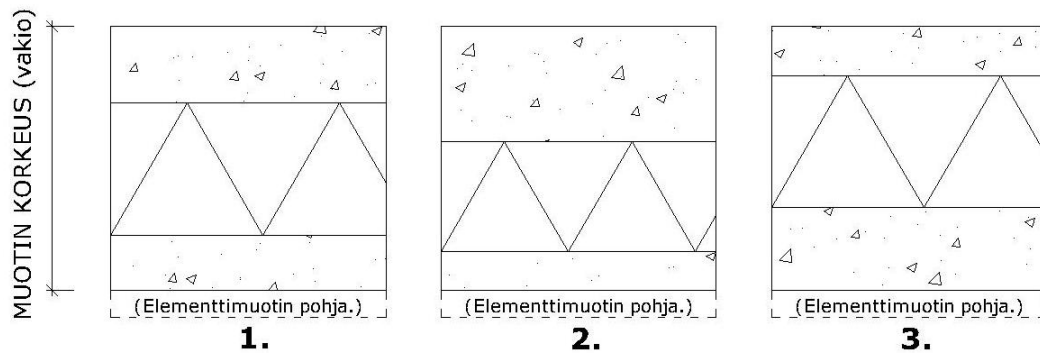 MUOTIN KORKEUS (vakio)
(Elementtimuotin pohja.)
1.
(Elementtimuotin pohja.)
2.
(Elementtimuotin pohja.)
3.